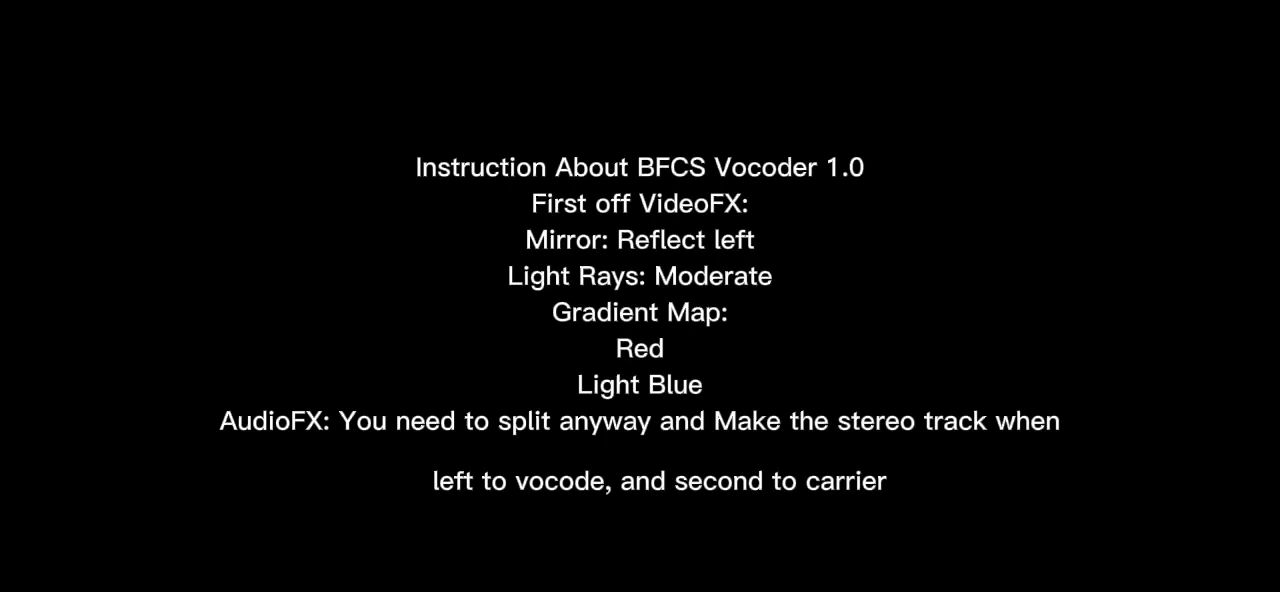 Instruction About BFCS Vocoder 1.0
First off VideoFX:
Mirror: Reflect left
Light Rays: Moderate
Gradient Map:
Red
Light Blue
AudioFX: You need to split anyway and Make the stereo track when
left to vocode, and second to carrier